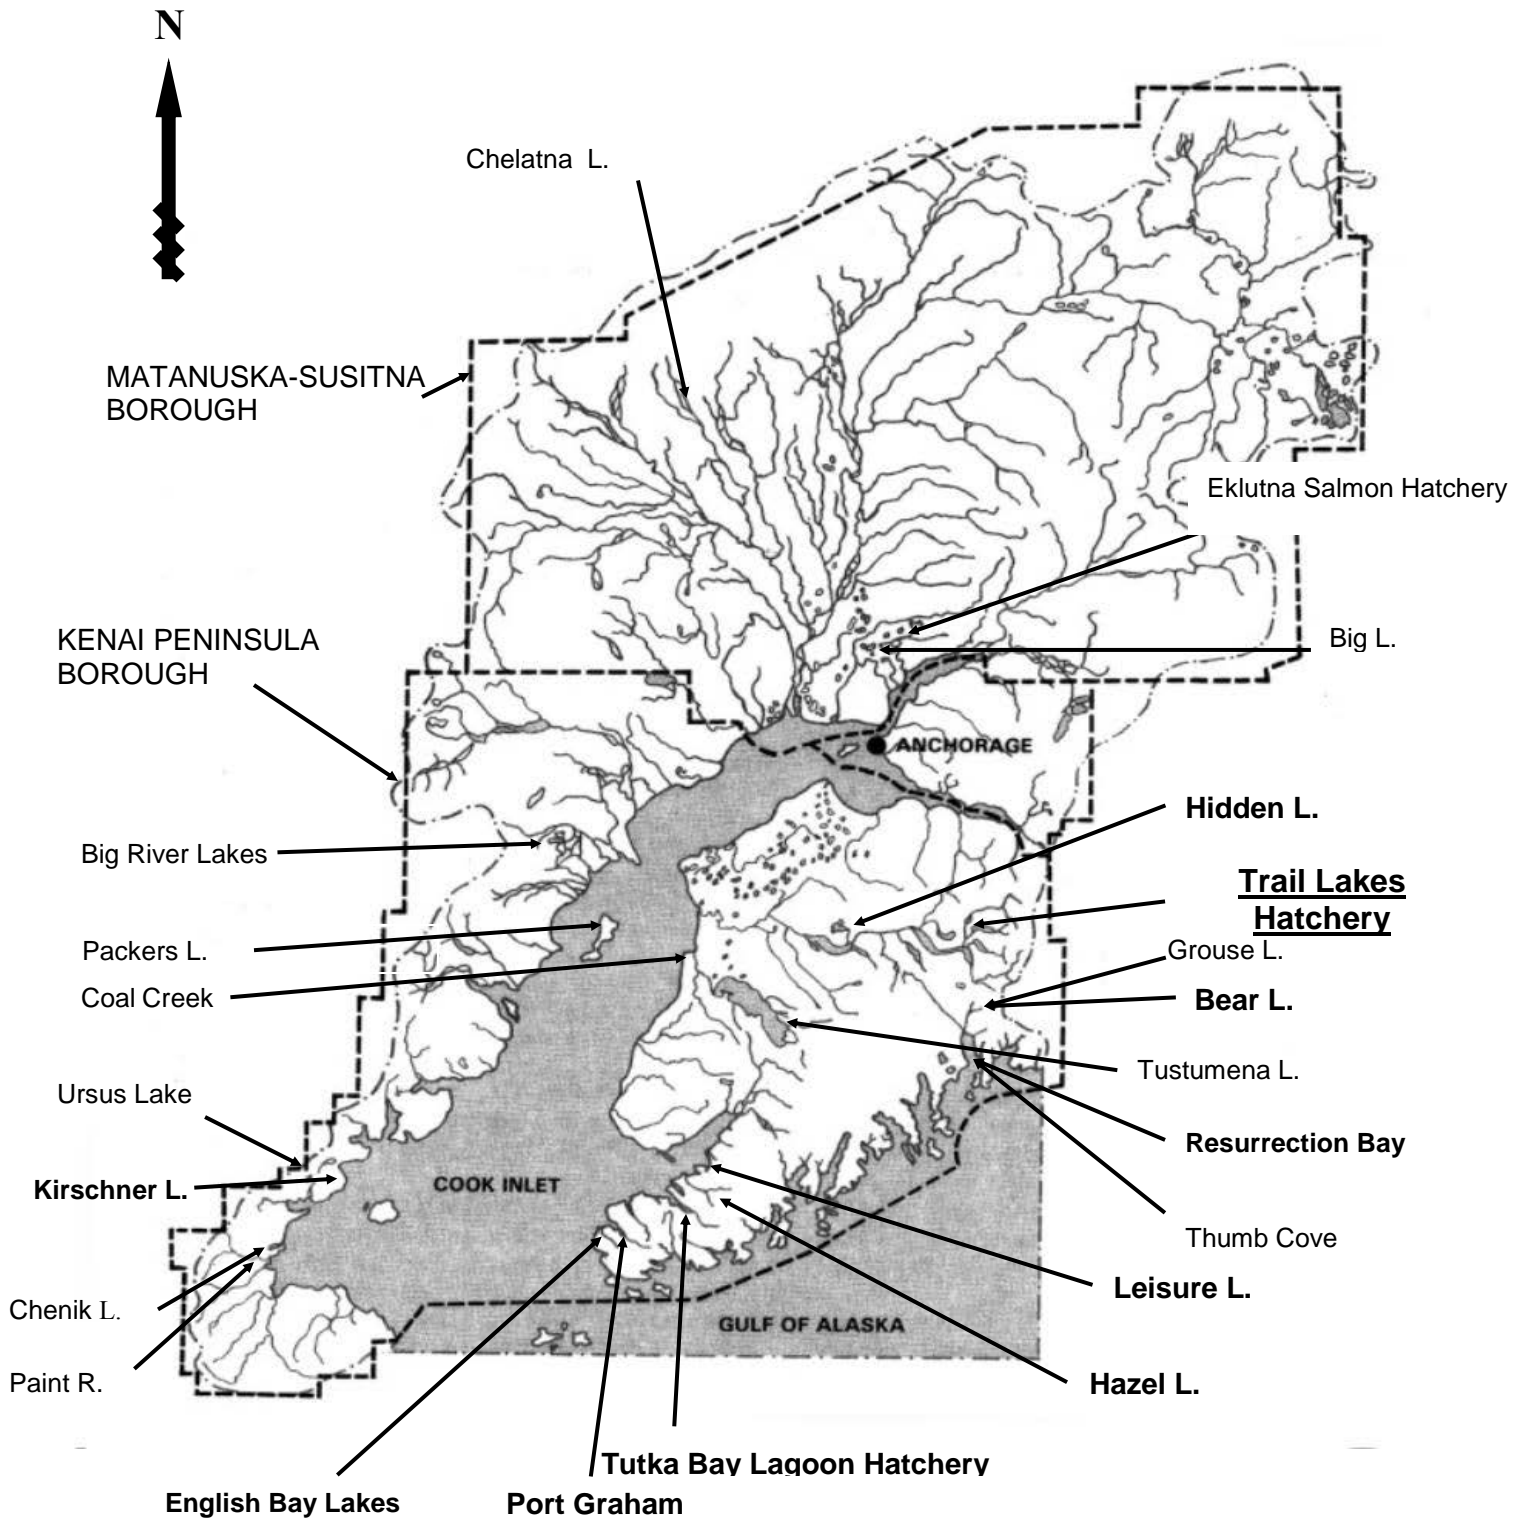 N
Chelatna L.
MATANUSKA-SUSITNA
BOROUGH
Eklutna Salmon Hatchery
KENAI PENINSULA
BOROUGH
Big L.
ANCHORAGE
Hidden L.
Big River Lakes
Trail Lakes
Hatchery
Packers L.
Grouse L.
Coal Creek
Bear L.
Tustumena L.
Ursus Lake
Resurrection Bay
Kirschner L.
COOK INLET
Thumb Cove
Leisure L.
Chenik L.
GULF OF ALASKA
Paint R.
Hazel L.
Tutka Bay Lagoon Hatchery
English Bay Lakes
Port Graham